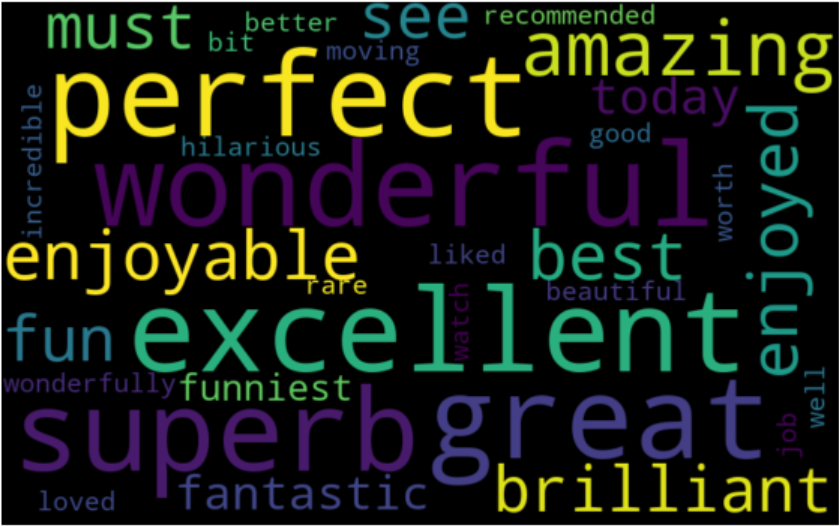 must
bit
better
see
recommended
moving
amazing
perfect
today
incredible
hilarious
good
wonderful
worth
enjoyed
enjoyable
rare
liked
best
beautiful
fun
excellent
watch
wonderfully
funniest
superb
great
job
well
loved
fantastic
brilliant